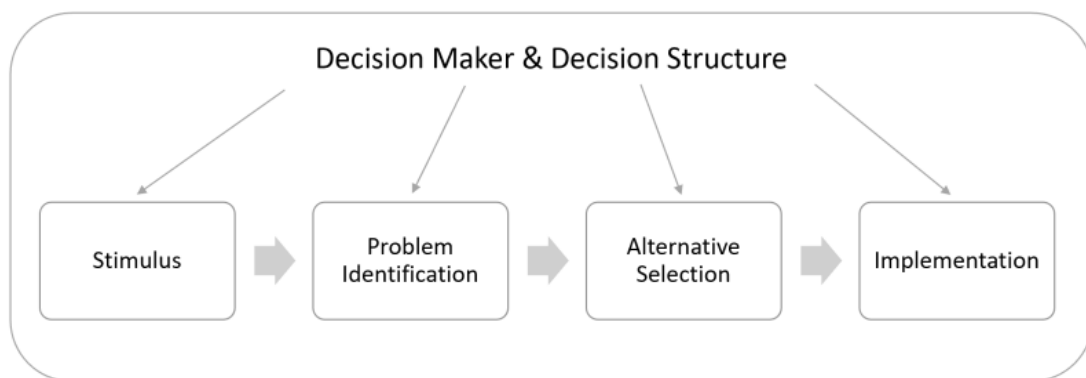 Decision Maker & Decision Structure
Stimulus
Problem
Identification
Alternative
Selection
Implementation